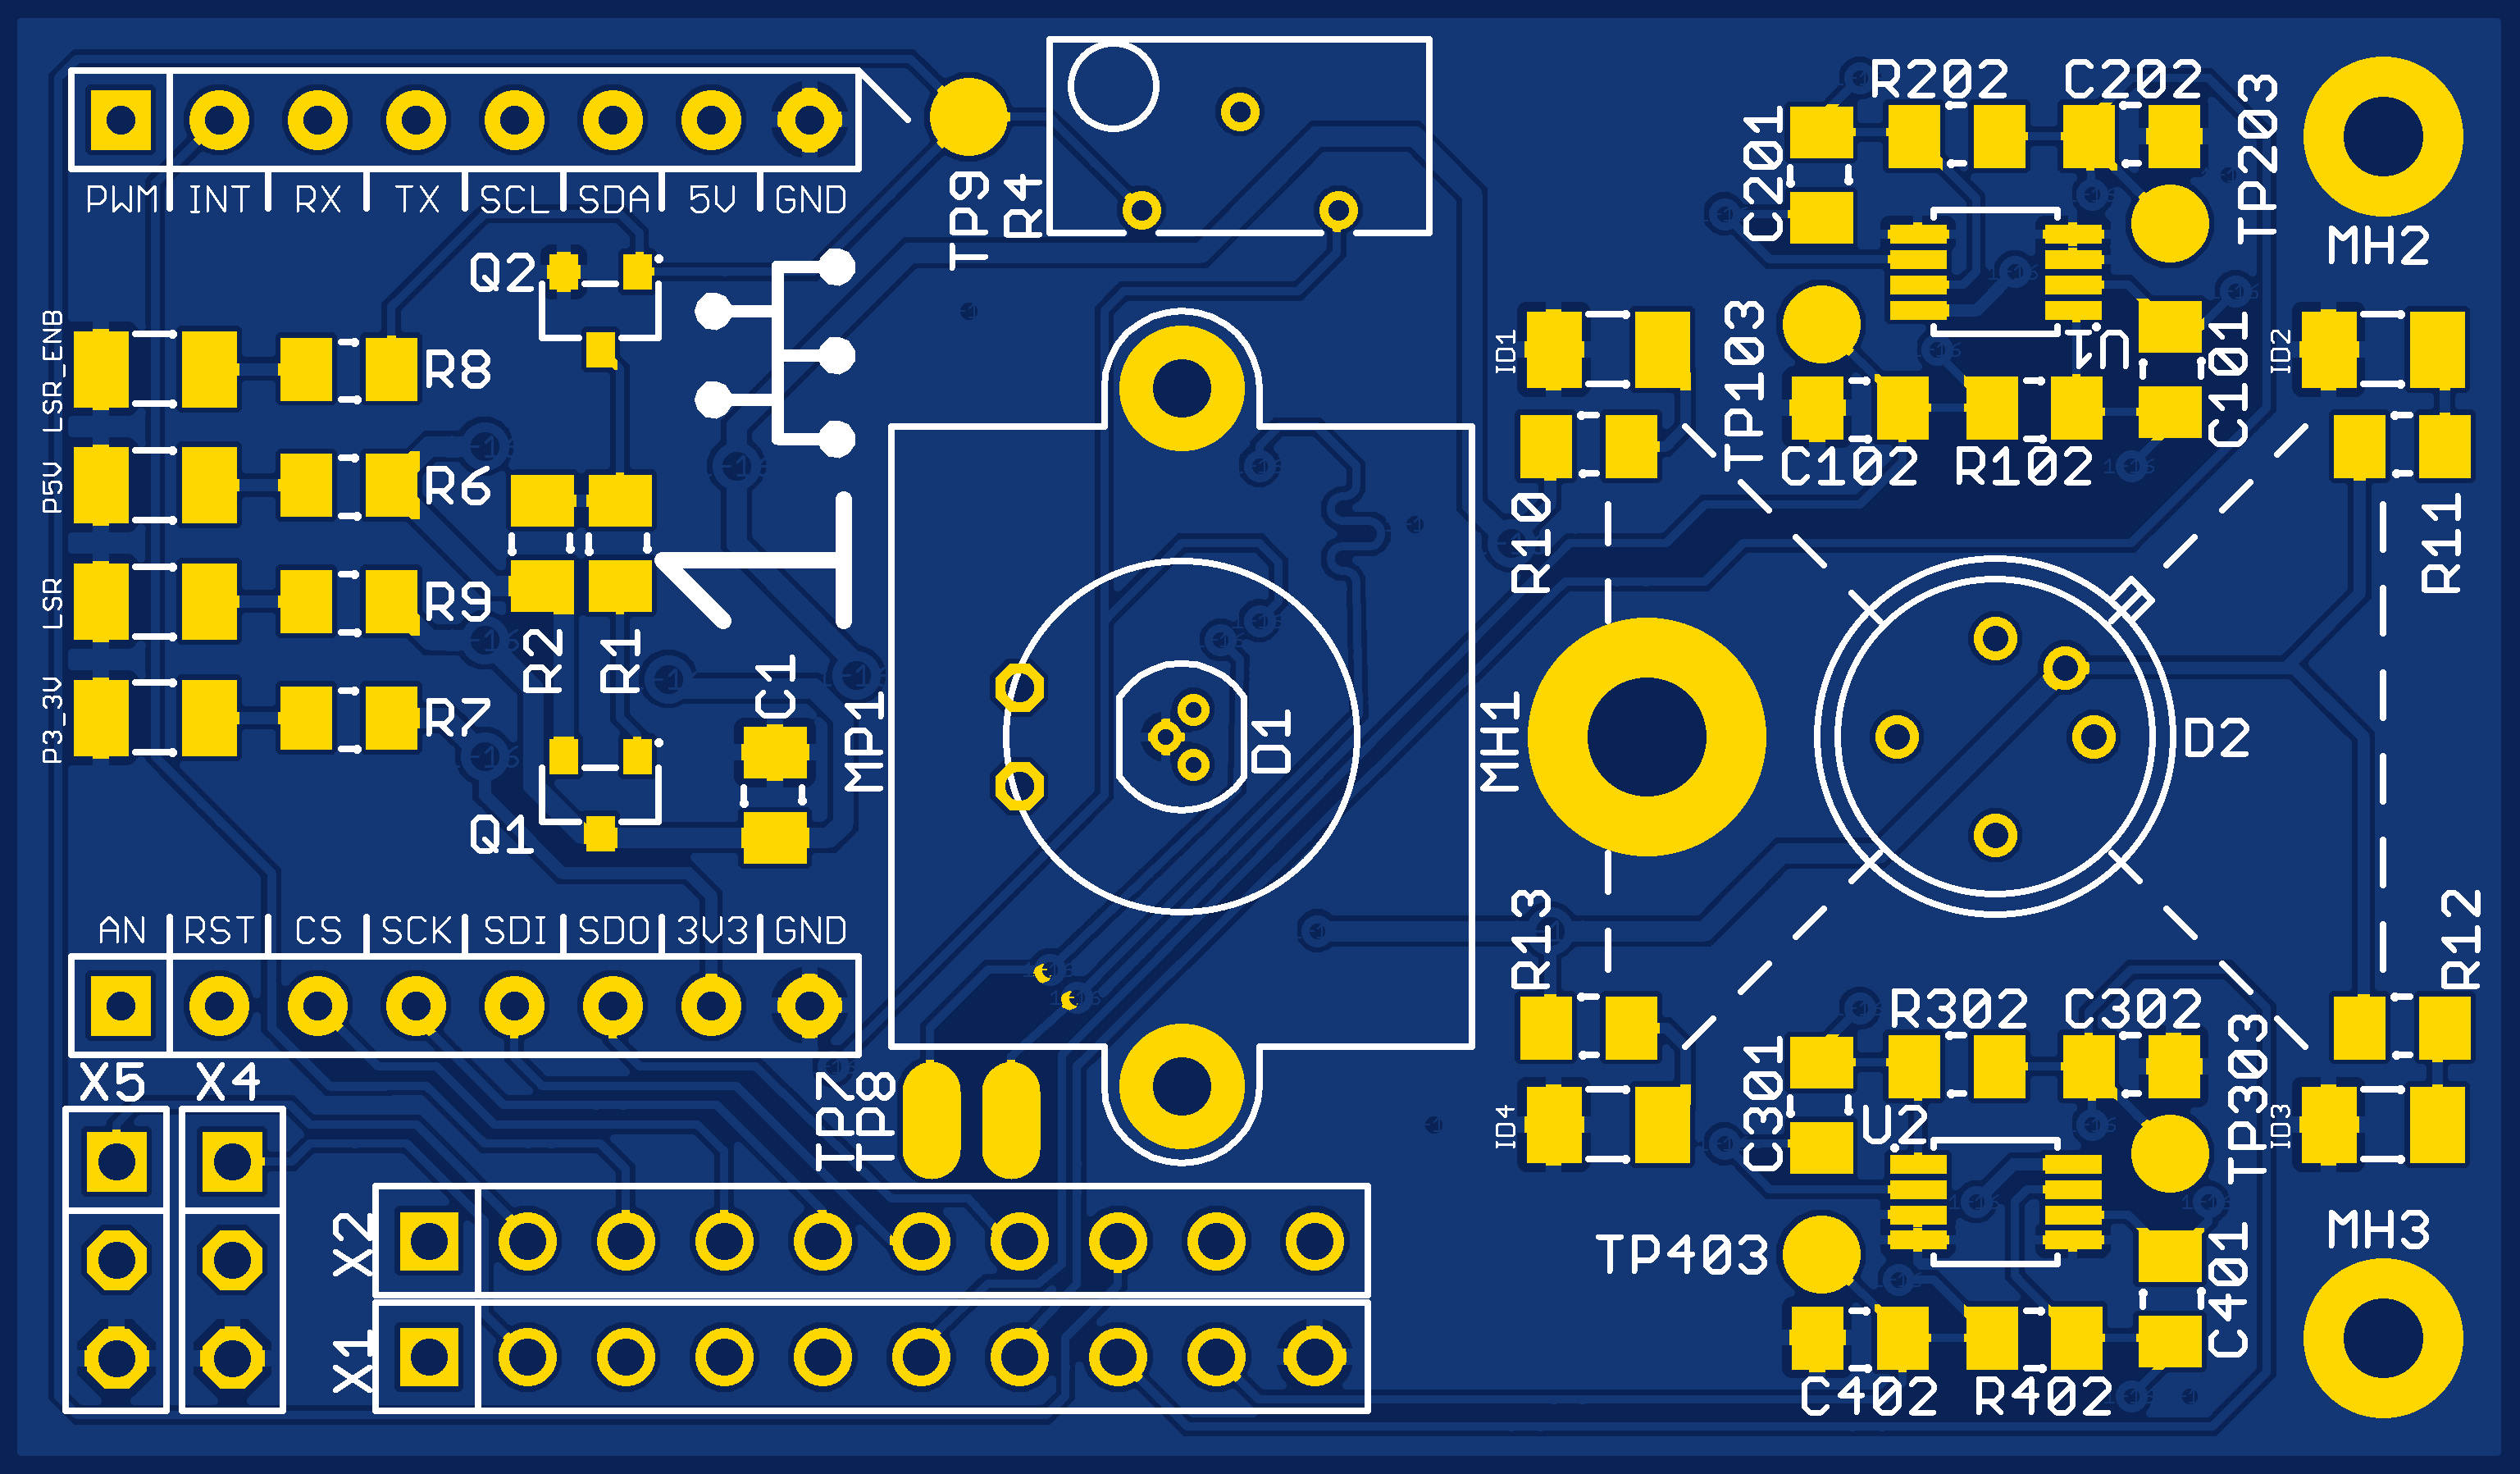 R202 C202
C201
TP203
PWM INT RX TX SCL SDA 5V GND
TP9
R4
MH2
Q2
LSR_ENB
R8
ID1
TP103
U1
C101
ID2
C102 R102
P5V
R6
R10
R11
LSR
R9
R2
R1
C1
P3_3V
R7
MP1
D1
MH1
D2
Q1
AN RST CS SCK SDI SDO 3V3 GND
R13
R12
R302 C302
C301
TP303
X5 X4
TP7
TP8
ID4
U2
ID3
X2
TP403
MH3
C401
X1
C402 R402